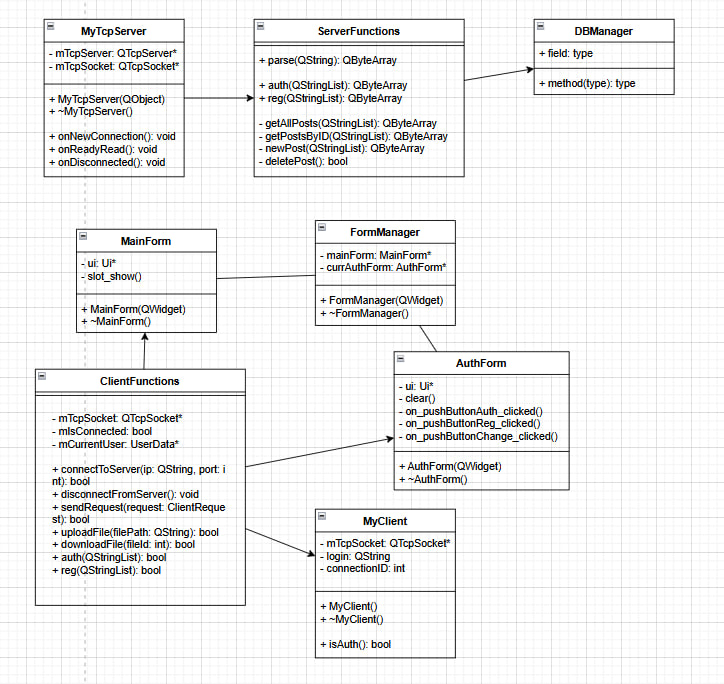 MyTcpServer
- mTcpServer: QTcpServer*
- mTcpSocket: QTcpSocket*
+ MyTcpServer(QObject)
+ ~MyTcpServer()
+ onNewConnection(): void
+ onReadyRead(): void
+ onDisconnected(): void
ServerFunctions
+ parse(QString): QByteArray
+ auth(QStringList): QByteArray
+ reg(QStringList): QByteArray
- getAllPosts(QStringList): QByteArray
- getPostsByID(QStringList): QByteArray
- newPost(QStringList): QByteArray
- deletePost(): bool
DBManager
+ field: type
+ method(type): type
MainForm
- ui: Ui*
- slot_show()
+ MainForm(QWidget)
+ ~MainForm()
FormManager
- mainForm: MainForm*
- currAuthForm: AuthForm*
+ FormManager(QWidget)
+ ~FormManager()
ClientFunctions
- mTcpSocket: QTcpSocket*
- mIsConnected: bool
- mCurrentUser: UserData*
+ connectToServer(ip: QString, port: i
nt): bool
+ disconnectFromServer(): void
+ sendRequest(request: ClientReque
st): bool
+ uploadFile(filePath: QString): bool
+ downloadFile(fileId: int): bool
+ auth(QStringList): bool
+ reg(QStringList): bool
AuthForm
- ui: Ui*
- clear()
- on_pushButtonAuth_clicked()
- on_pushButtonReg_clicked()
- on_pushButtonChange_clicked()
+ AuthForm(QWidget)
+ ~AuthForm()
MyClient
- mTcpSocket: QTcpSocket*
- login: QString
- connectionID: int
+ MyClient()
+ ~MyClient()
+ isAuth(): bool